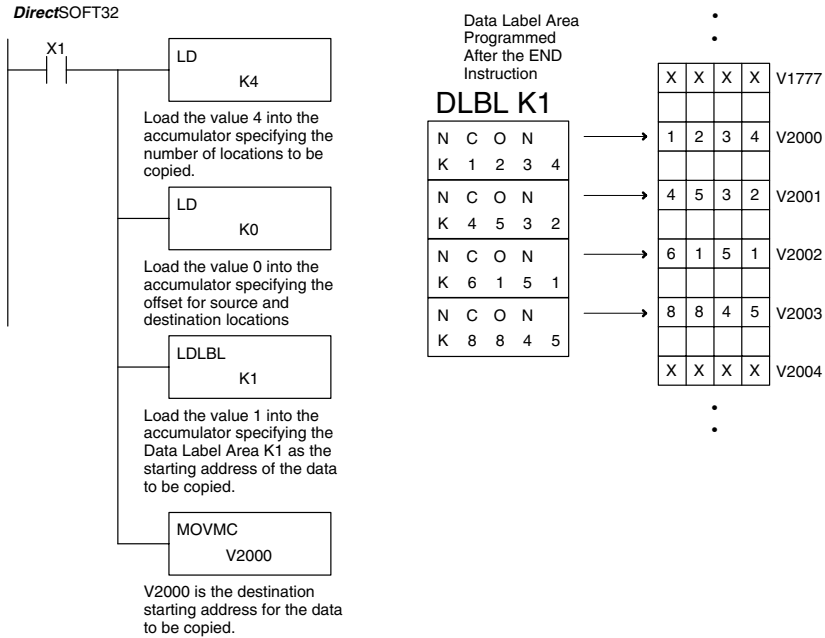 DirectSOFT32
X1
LD
K4
Load the value 4 into the
accumulator specifying the
number of locations to be
copied.
LD
K0
Load the value 0 into the
accumulator specifying the
offset for source and
destination locations
LDLBL
K1
Load the value 1 into the
accumulator specifying the
Data Label Area K1 as the
starting address of the data
to be copied.
MOVMC
V2000
V2000 is the destination
starting address for the data
to be copied.
Data Label Area
Programmed
After the END
Instruction
DLBL K1
N C O N
K 1 2 3 4
N C O N
K 4 5 3 2
N C O N
K 6 1 5 1
N C O N
K 8 8 4 5
X X X X V1777
1 2 3 4 V2000
4 5 3 2 V2001
6 1 5 1 V2002
8 8 4 5 V2003
X X X X V2004